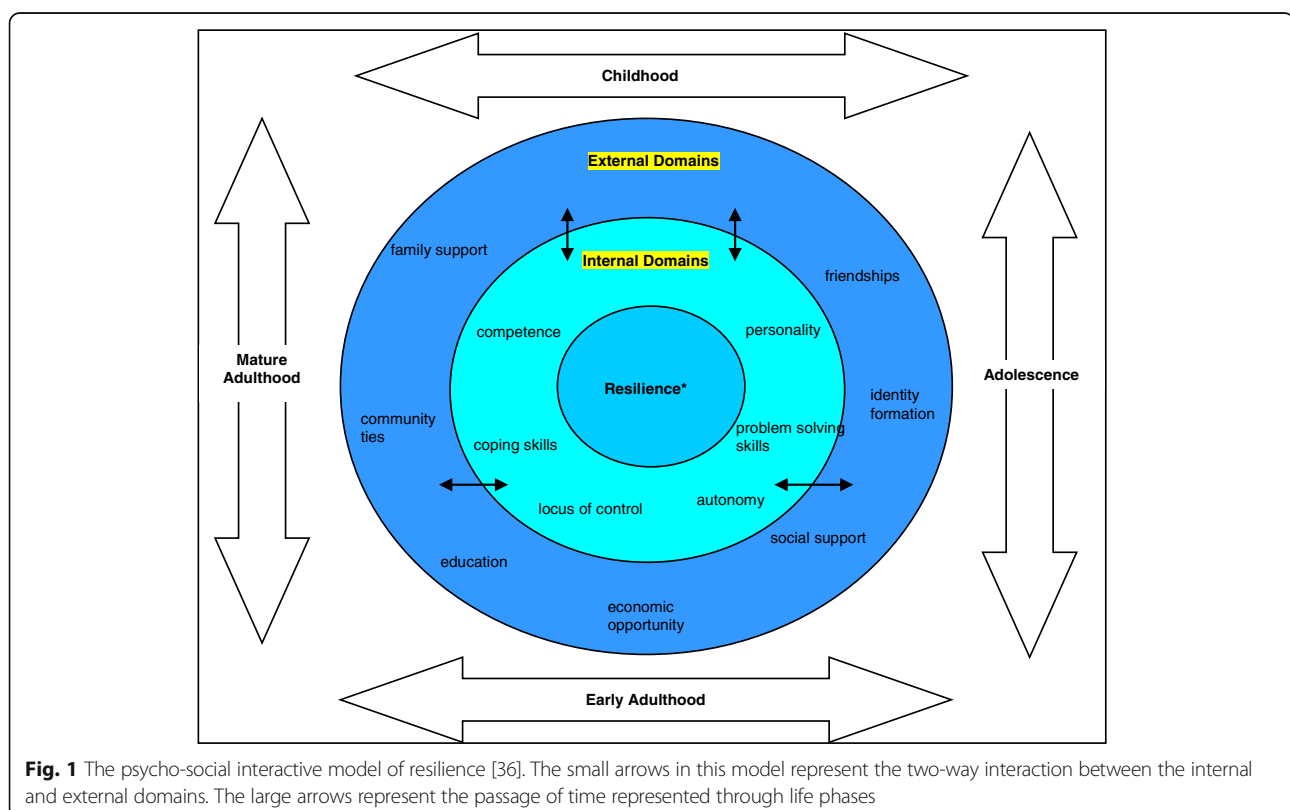 Childhood
External Domains
family support
Internal Domains
friendships
competence
personality
Mature
Adulthood
Resilience*
Adolescence
identity
formation
community
ties
coping skills
problem solving
skills
locus of control
autonomy
social support
education
economic
opportunity
Early Adulthood
Fig. 1 The psycho-social interactive model of resilience [36]. The small arrows in this model represent the two-way interaction between the internal
and external domains. The large arrows represent the passage of time represented through life phases